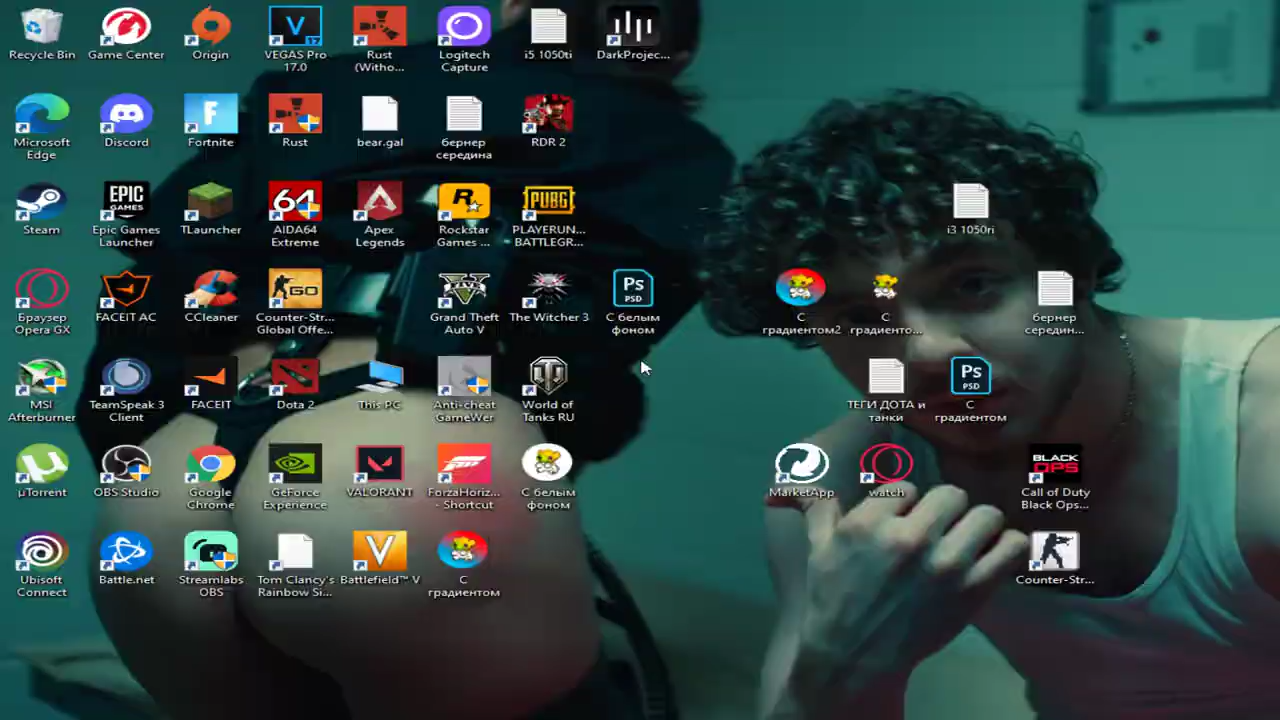 Recycle Bin
Game Center
Origin
VEGAS Pro
17.0
Rust
(Witho...
Logitech
Capture
i5 1050ti
DarkProjec...
Microsoft
Edge
Discord
Fortnite
Rust
bear.gal
бернер
середина
RDR 2
Steam
Epic Games
Launcher
TLauncher
AIDA64
Extreme
Apex
Legends
Rockstar
Games ...
PLAYERUN...
BATTLEGR...
i3 1050ri
Браузер
Opera GX
FACEIT AC
CCleaner
Counter-Str...
Global Offe...
Grand Theft
Auto V
The Witcher 3
С белым
фоном
С
градиентом2
С
градиенто...
бернер
середин...
MSI
Afterburner
TeamSpeak 3
Client
FACEIT
Dota 2
This PC
Anti-cheat
GameWer
World of
Tanks RU
ТЕГИ ДОТА и
танки
С
градиентом
µTorrent
OBS Studio
Google
Chrome
GeForce
Experience
VALORANT
ForzaHoriz...
- Shortcut
С белым
фоном
MarketApp
watch
BLACK
OPS
Call of Duty
Black Ops...
Ubisoft
Connect
Battle.net
Streamlabs
OBS
Tom Clancy's
Rainbow Si...
Battlefield™ V
С
градиентом
Counter-Str...